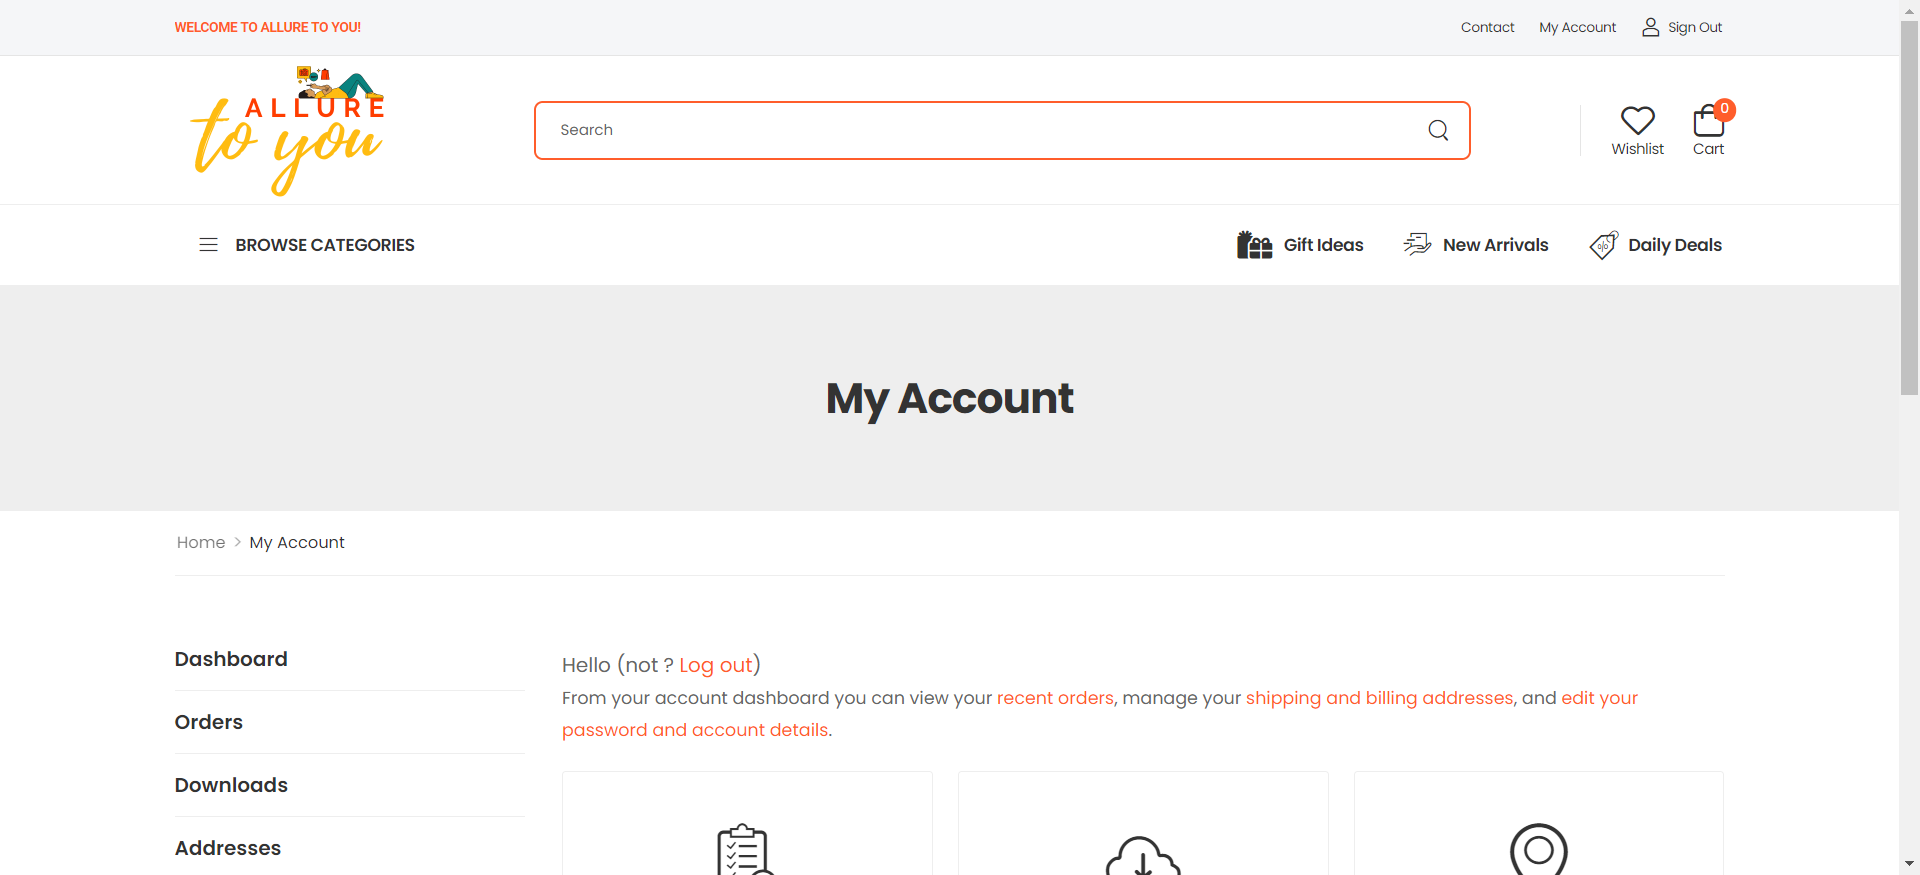 WELCOME TO ALLURE TO YOU!
Contact My Account Sign Out
ALLURE
to you
Search
0
Wishlist Cart
BROWSE CATEGORIES
Gift Ideas New Arrivals Daily Deals
My Account
Home > My Account
Dashboard
Orders
Downloads
Addresses
Hello (not ? Log out)
From your account dashboard you can view your recent orders, manage your shipping and billing addresses, and edit your
password and account details.